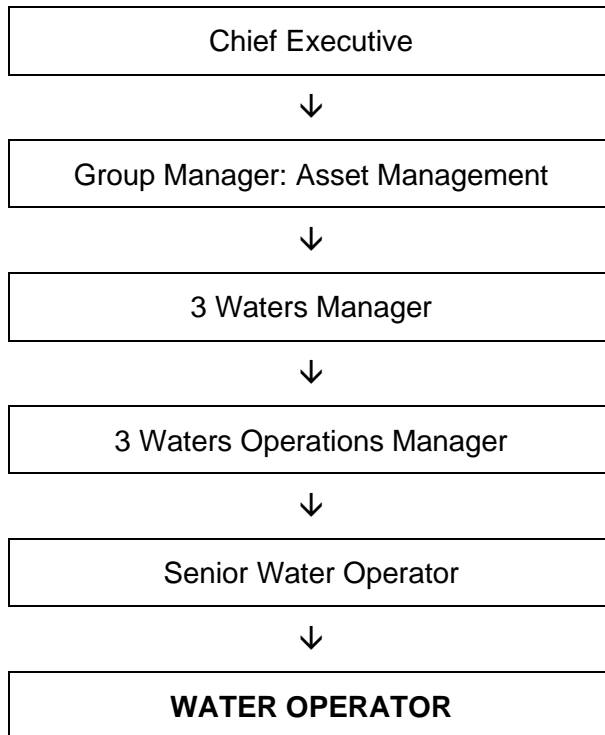 Chief Executive
↓
Group Manager: Asset Management
↓
3 Waters Manager
↓
3 Waters Operations Manager
↓
Senior Water Operator
↓
WATER OPERATOR